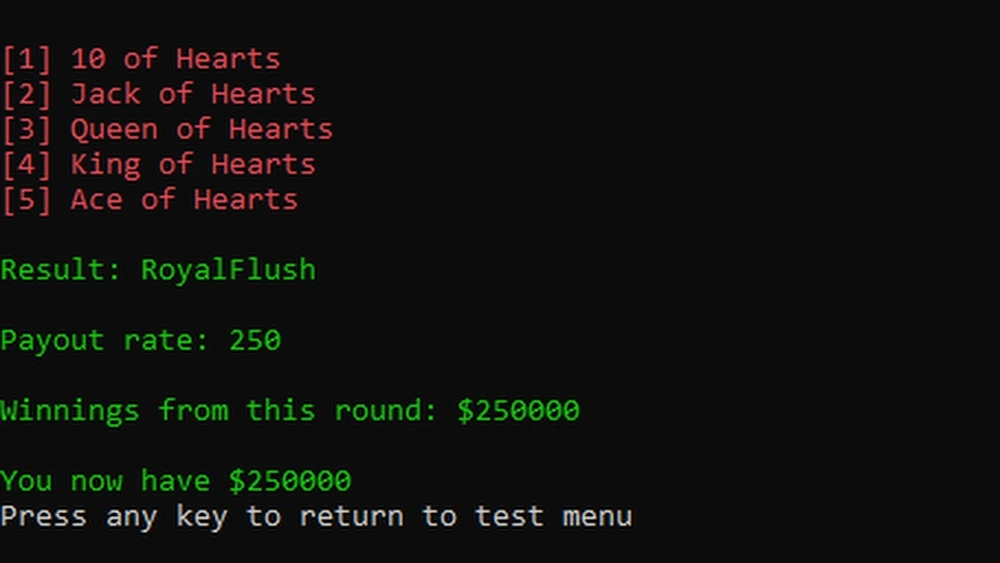 [1] 10 of Hearts
[2] Jack of Hearts
[3] Queen of Hearts
[4] King of Hearts
[5] Ace of Hearts
Result: RoyalFlush
Payout rate: 250
Winnings from this round: $250000
You now have $250000
Press any key to return to test menu